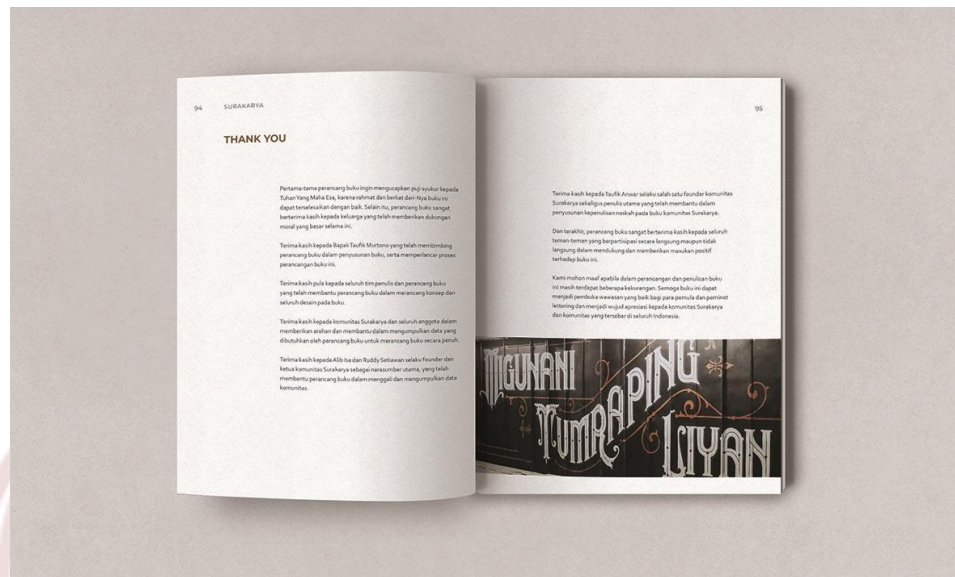 94 SURAKARYA
THANK YOU
Pertama-tama perancang buku ingin mengucapkan puji syukur kepada
Tuhan Yang Maha Esa, karena rahmat dan berkat dari-Nya buku ini
dapat terselesaikan dengan baik. Selain itu, perancang buku sangat
berterima kasih kepada keluarga yang telah memberikan dukungan
moral yang besar selama ini.
Terima kasih kepada Bapak Taufik Murtono yang telah membimbing
perancang buku dalam penyusunan buku, serta memperlancar proses
perancangan buku ini.
Terima kasih pula kepada seluruh tim penulis dan perancang buku
yang telah membantu perancang buku dalam merancang konsep dan
seluruh desain pada buku.
Terima kasih kepada komunitas Surakarya dan seluruh anggota dalam
memberikan arahan dan membantu dalam mengumpulkan data yang
dibutuhkan oleh perancang buku untuk merancang buku secara penuh.
Terima kasih kepada Alib Isa dan Ruddy Setiawan selaku founder dan
ketua komunitas Surakarya sebagai narasumber utama, yang telah
membantu perancang buku dalam menggali dan mengumpulkan data
komunitas.
95
Terima kasih kepada Taufik Anwar selaku salah satu founder komunitas
Surakarya sekaligus penulis utama yang telah membantu dalam
penyusunan kepenulisan naskah pada buku komunitas Surakarya.
Dan terakhir, perancang buku sangat berterima kasih kepada seluruh
teman-teman yang berpartisipasi secara langsung maupun tidak
langsung dalam mendukung dan memberikan masukan positif
terhadap buku ini.
Kami mohon maaf apabila dalam perancangan dan penulisan buku
ini masih terdapat beberapa kekurangan. Semoga buku ini dapat
menjadi pembuka wawasan yang baik bagi para pemula dan peminat
lettering dan menjadi wujud apresiasi kepada komunitas Surakarya
dan komunitas yang tersebar di seluruh Indonesia.
MIGUNANI
TUMRAPING
LIYAN